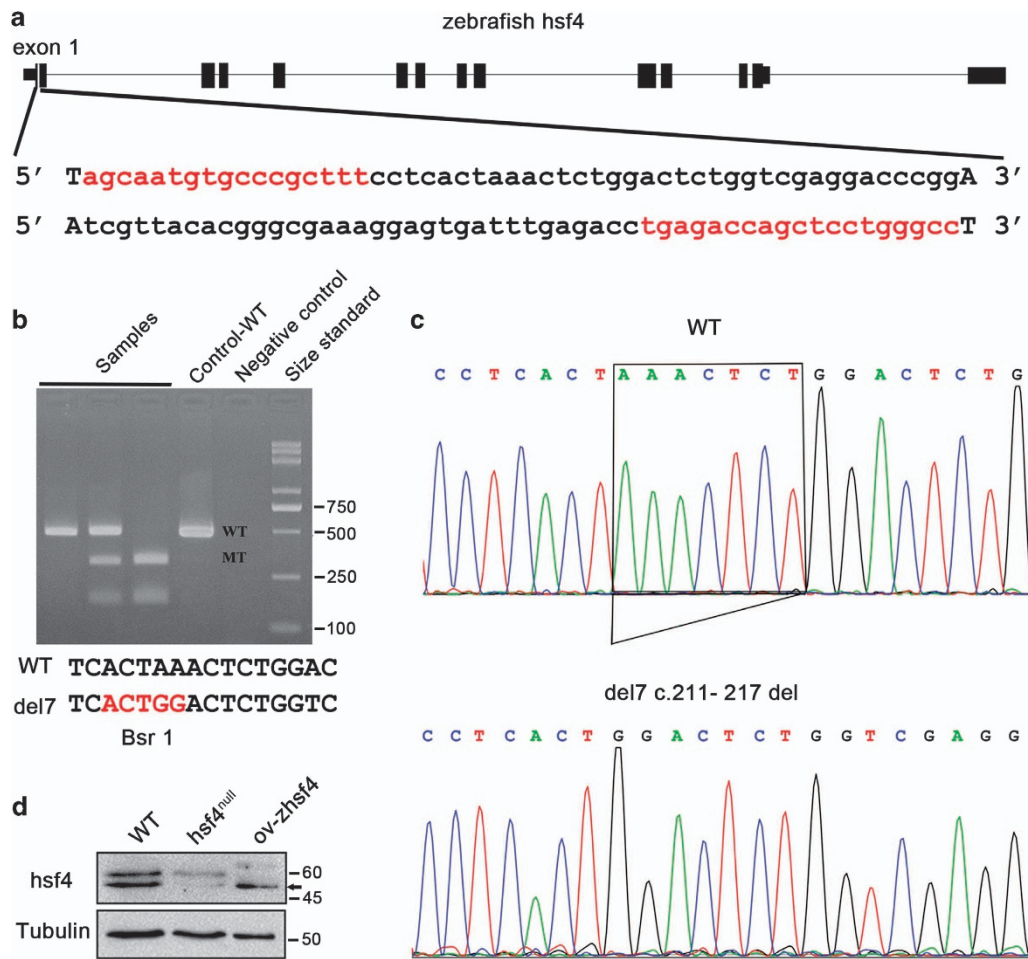 a
zebrafish hsf4
exon 1
5′ TagcaatgtgcccgctttcctcactaaactctggactctggtcgaggacccggA 3′
5′ AtcgttacacgggcgaaaggagtgatttgagacctgagaccagctcctgggccT 3′
b
Samples
Control-WT
Negative control
Size standard
WT
MT
–750
–500
–250
–100
WT TCACTAAACTCTGGAC
del7 TCACTGGACTCTGGTC
Bsr 1
c
WT
C C T C A C T A A A C T C T G G A C T C T G
del7 c.211- 217 del
C C T C A C T G G A C T C T G G T C G A G G
d
WT
hsf4null
ov-zhsf4
hsf4
–60
–45
Tubulin
–50